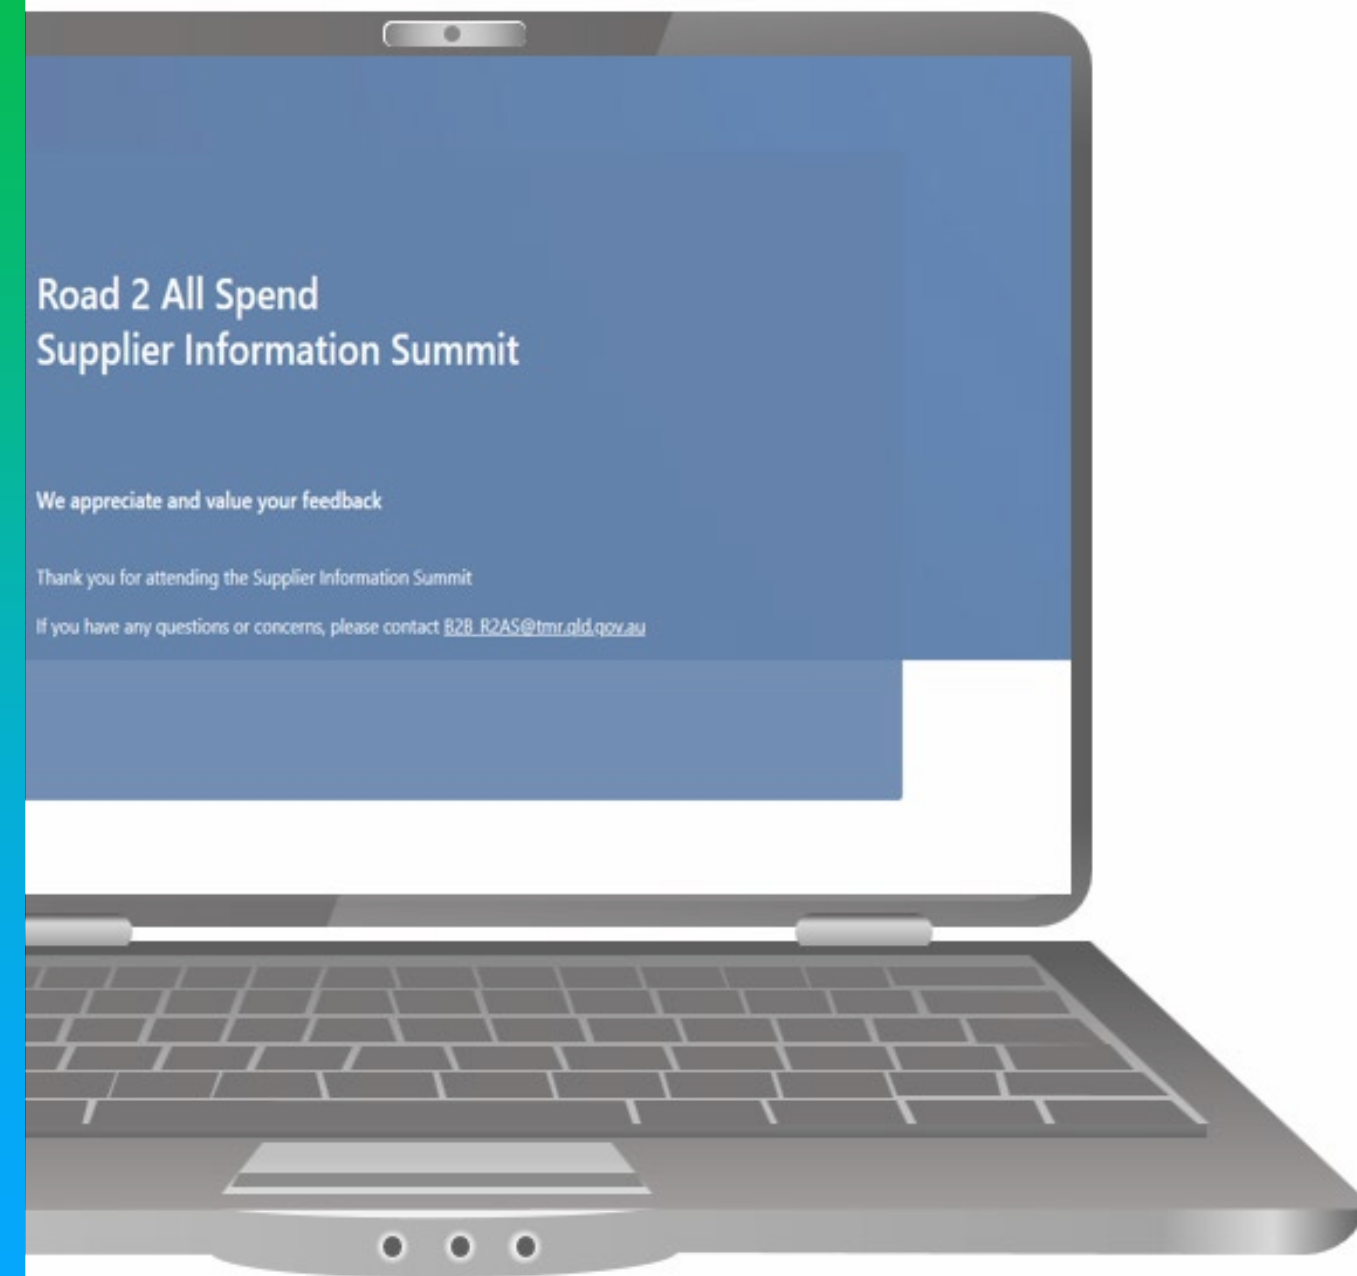 Road 2 All Spend
Supplier Information Summit
We appreciate and value your feedback
Thank you for attending the Supplier Information Summit
If you have any questions or concerns, please contact B2B_R2AS@tmr.qld.gov.au